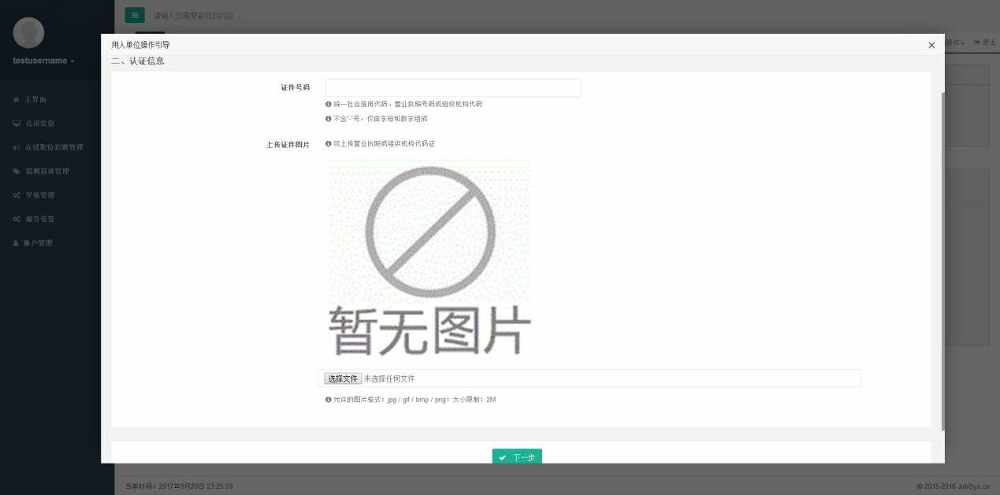 请输入您需要查找的内容 …
用人单位操作引导
×
testusername
操作
退出
二、认证信息
证件号码
统一社会信用代码、营业执照号码或组织机构代码
不含“-”号，仅由字母和数字组成
主界面
公司信息
上传证件图片
可上传营业执照或组织机构代码证
在线职位招聘管理
招聘宣讲管理
学校管理
服务设置
账户管理
暂无图片
选择文件 未选择任何文件
允许的图片格式：jpg / gif / bmp / png；大小限制：2M
下一步
当前时间：2017年9月20日 23:25:59
© 2015-2016 JobSys.cn